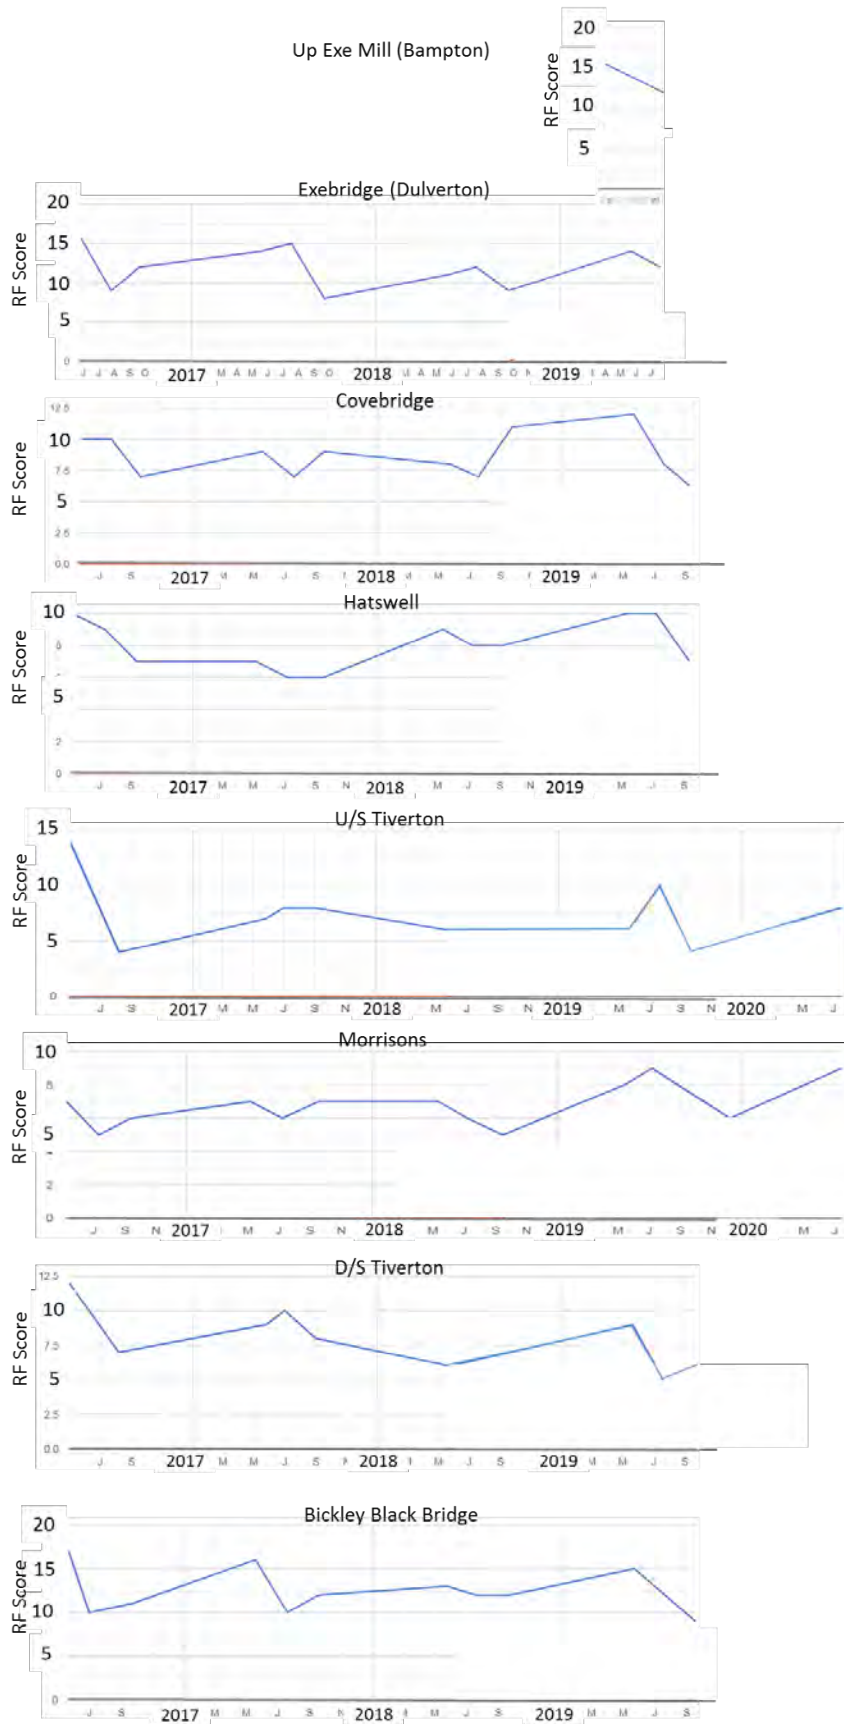 Up Exe Mill (Bampton)
RF Score
20
15
10
5
Exebridge (Dulverton)
RF Score
20
15
10
5
0
J J A S O 2017 M A M J J A S O 2018 M A M J J A S O N 2019 A M J J
Covebridge
RF Score
12.5
10
7.5
5
2.5
0.0
J S 2017 M M J S 2018 M M J S 2019 M M J S
Hatswell
RF Score
10
8
5
2
0
J S 2017 M M J S N 2018 M M J S N 2019 M M J S
U/S Tiverton
RF Score
15
10
5
0
J S N 2017 M M J S N 2018 M M J S N 2019 M M J S N 2020 M J
Morrisons
RF Score
10
8
5
4
2
0
J S N 2017 M J S N 2018 M J S N 2019 M M J S N 2020 M J
D/S Tiverton
RF Score
12.5
10
7.5
5
2.5
0.0
J S 2017 M M J S 2018 M J S 2019 M M J S
Bickley Black Bridge
RF Score
20
15
10
5
0
J S 2017 M M J S N 2018 M J S 2019 M M J S